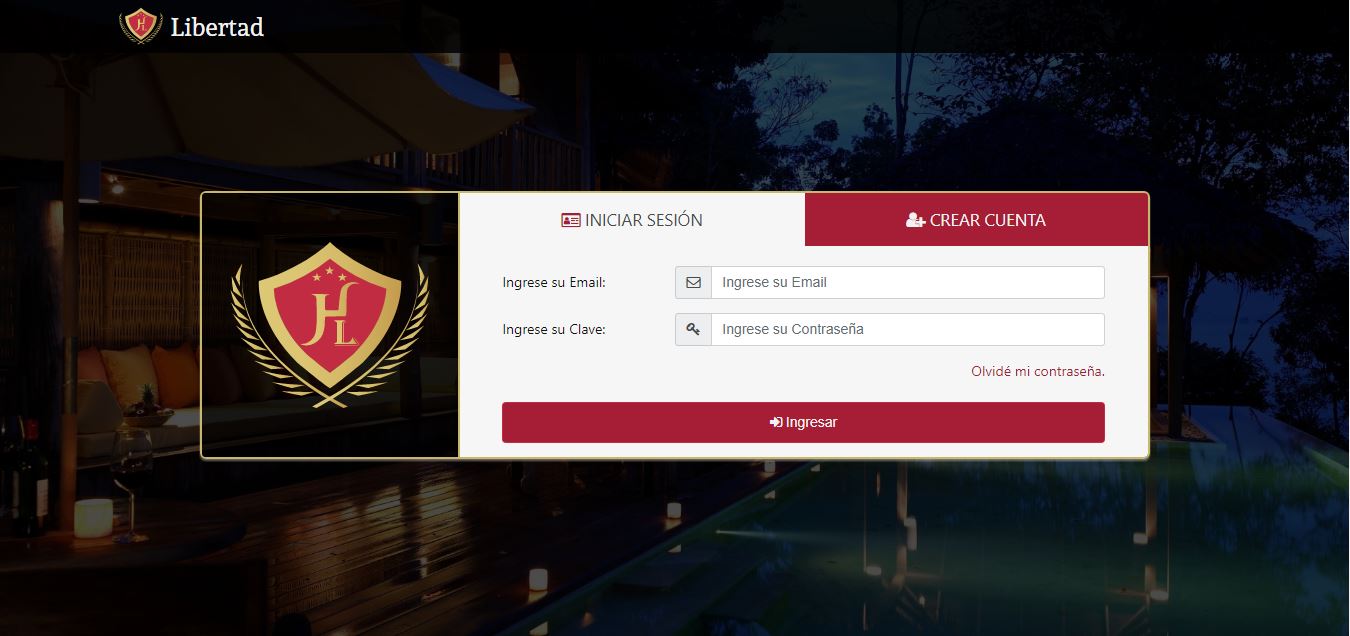 Libertad
INICIAR SESIÓN
CREAR CUENTA
HL
Ingrese su Email:
Ingrese su Email
Ingrese su Clave:
Ingrese su Contraseña
Olvidé mi contraseña.
Ingresar